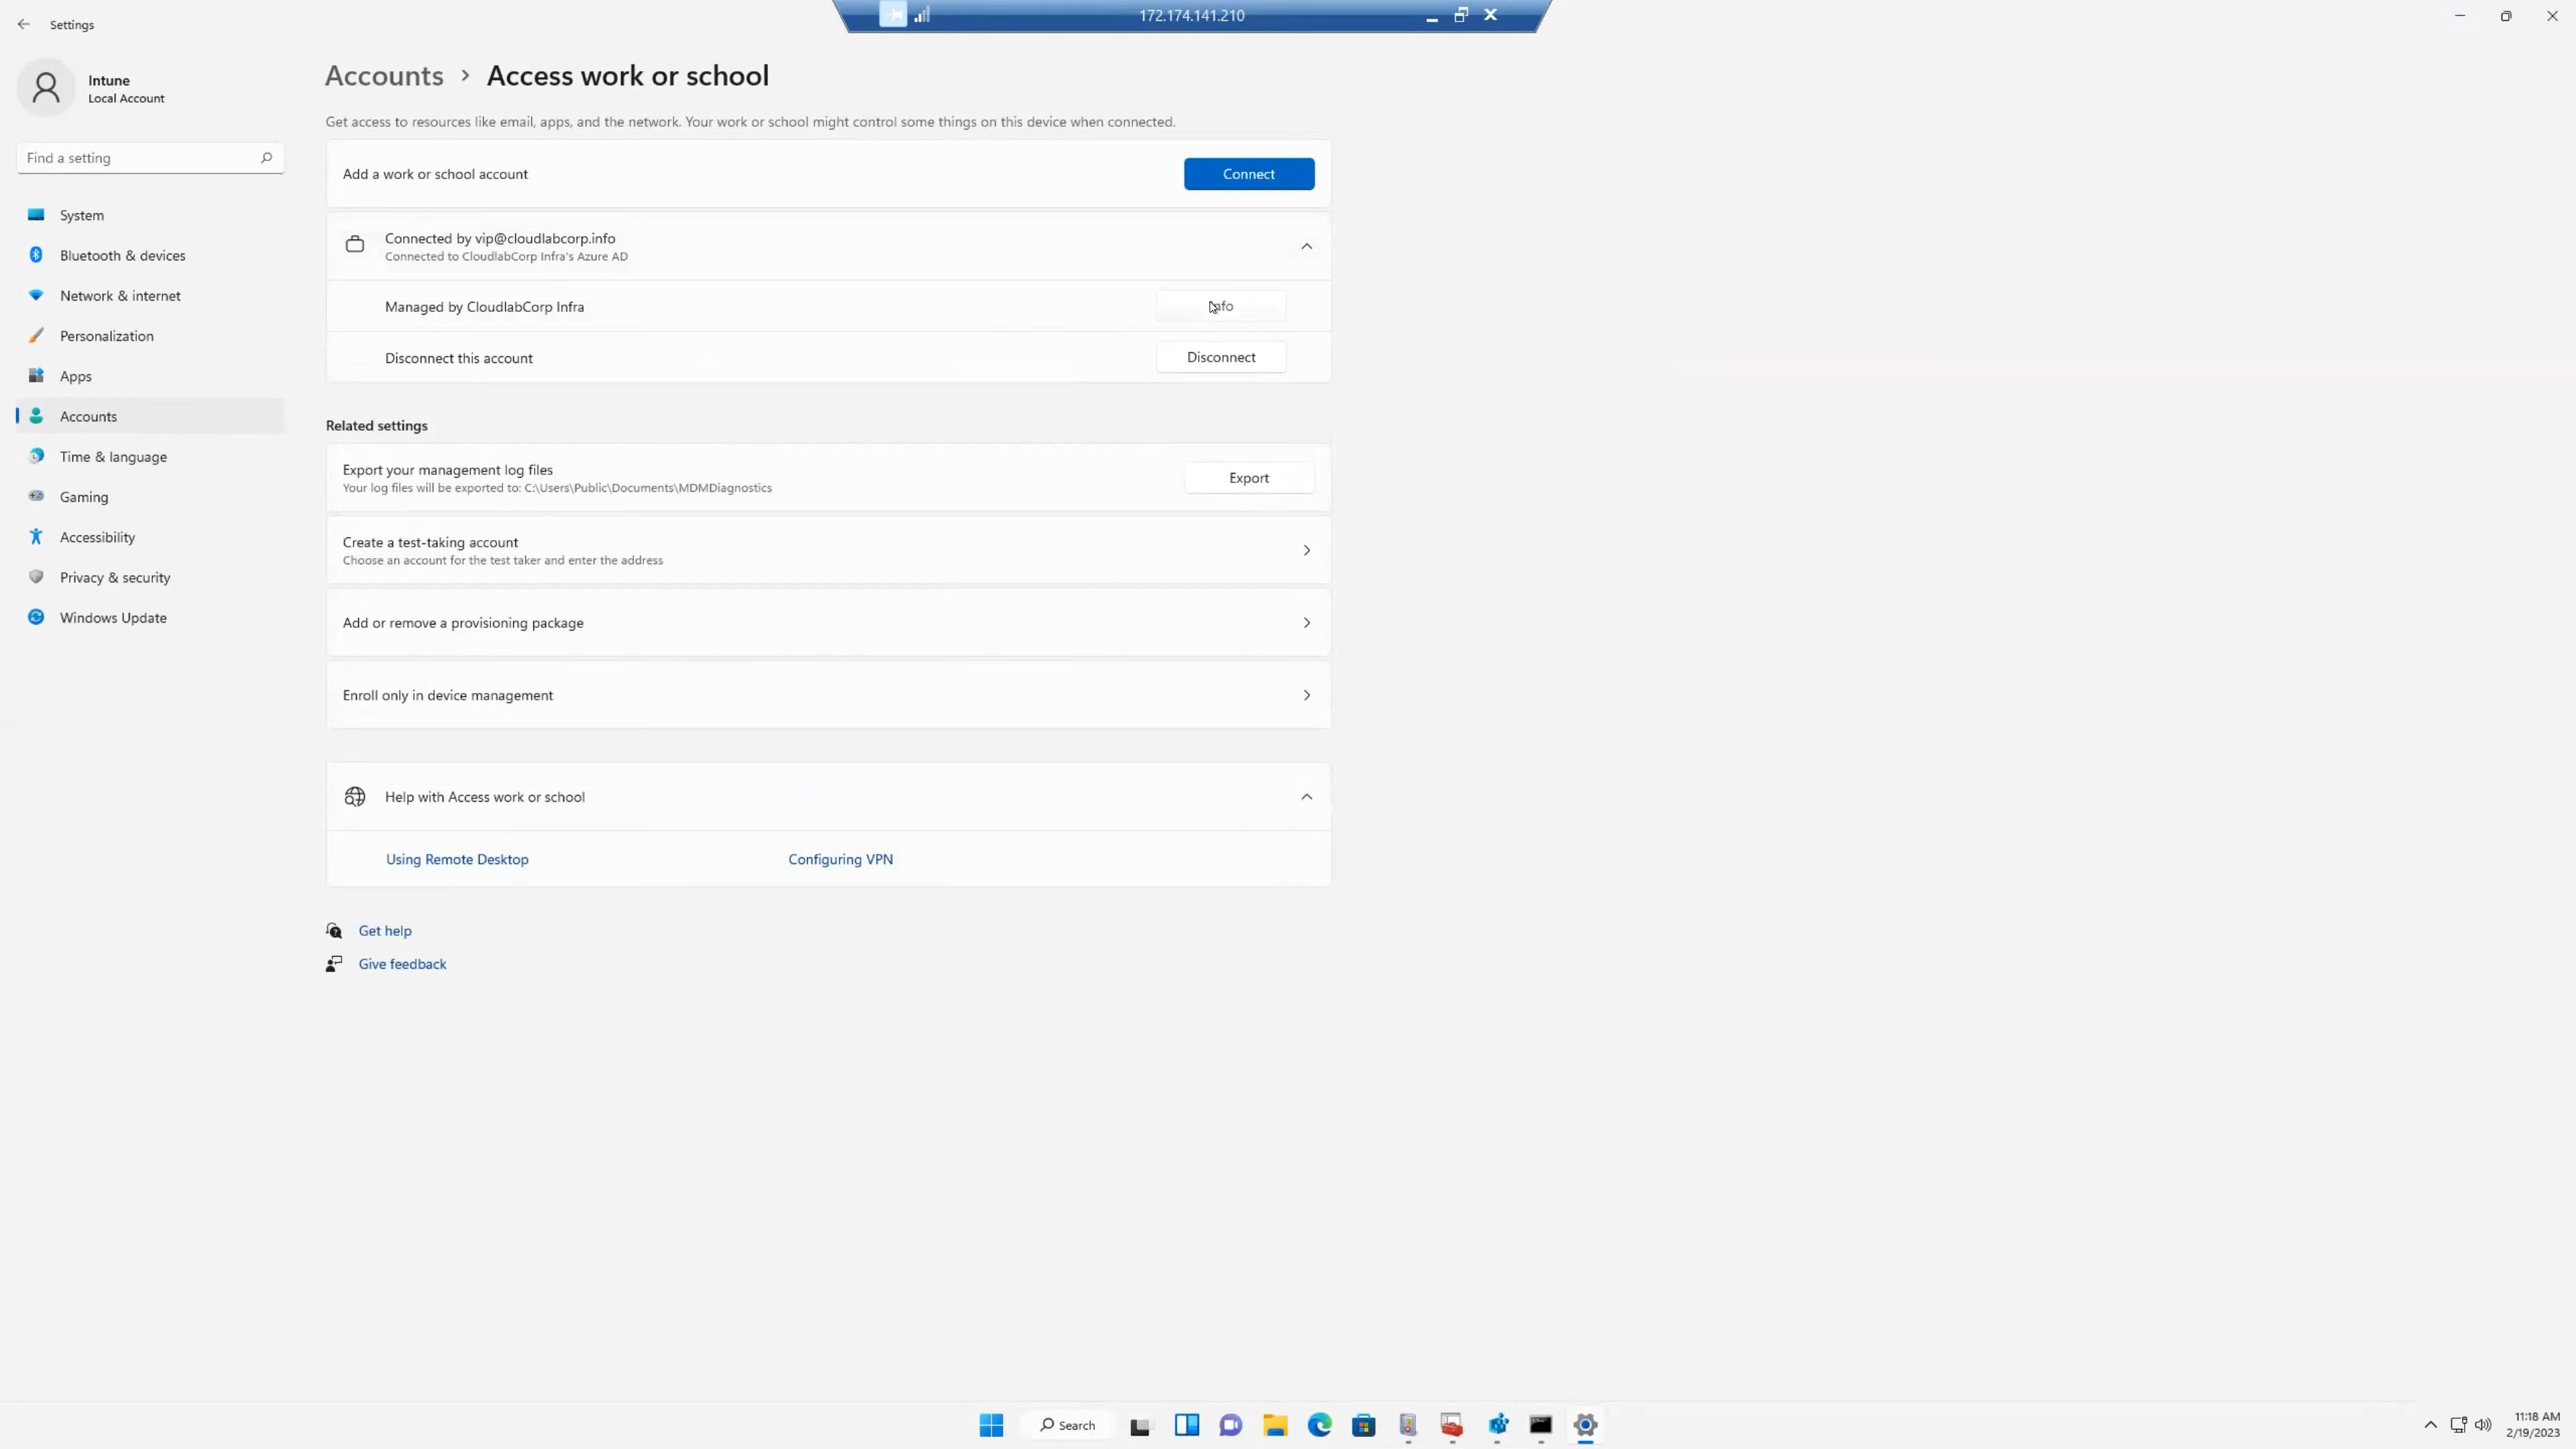 Settings
172.174.141.210
Intune
Local Account
Find a setting
System
Bluetooth & devices
Network & internet
Personalization
Apps
Accounts
Time & language
Gaming
Accessibility
Privacy & security
Windows Update
Accounts > Access work or school
Get access to resources like email, apps, and the network. Your work or school might control some things on this device when connected.
Add a work or school account
Connect
Connected by vip@cloudlabcorp.info
Connected to CloudlabCorp Infra's Azure AD
Managed by CloudlabCorp Infra
Disconnect this account
Disconnect
Related settings
Export your management log files
Your log files will be exported to: C:\Users\Public\Documents\MDMDiagnostics
Export
Create a test-taking account
Choose an account for the test taker and enter the address
Add or remove a provisioning package
Enroll only in device management
Help with Access work or school
Using Remote Desktop
Configuring VPN
Get help
Give feedback
Search
11:18 AM
2/19/2023